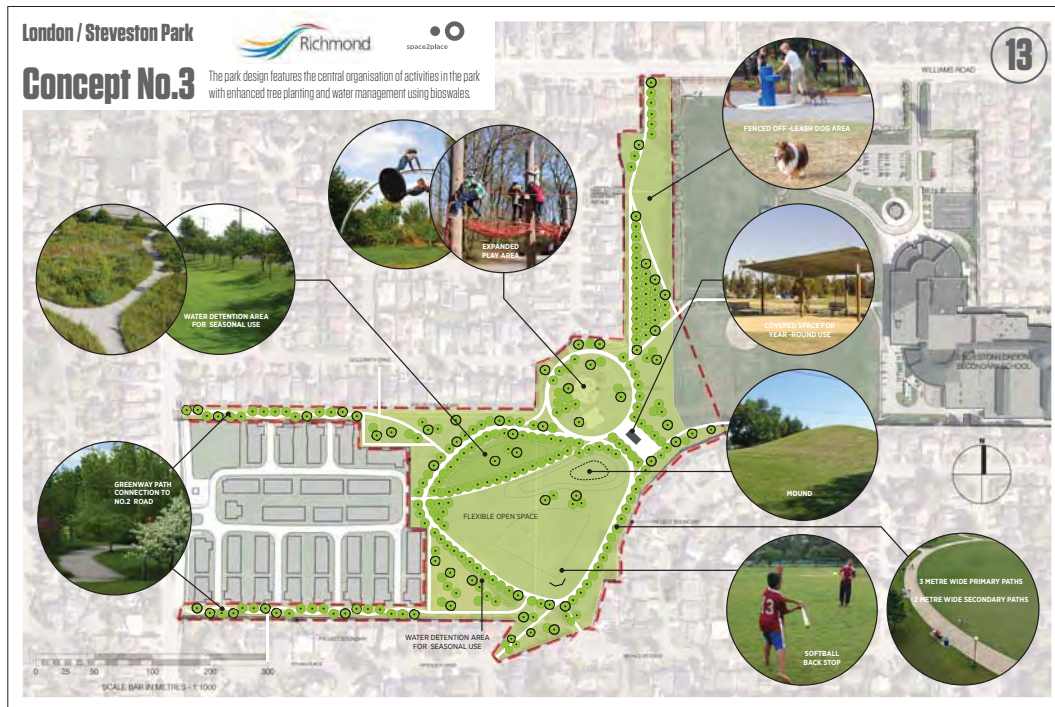 London / Steveston Park
Richmond
space2place
Concept No.3
The park design features the central organisation of activities in the park
with enhanced tree planting and water management using bioswales.
13
WILLIAMS ROAD
FENCED OFF-LEASH DOG AREA
EXPANDED
PLAY AREA
WATER DETENTION AREA
FOR SEASONAL USE
COVERED SPACE FOR
YEAR-ROUND USE
SECONDARY SCHOOL
GREENWAY PATH
CONNECTION TO
NO.2 ROAD
MOUND
N
FLEXIBLE OPEN SPACE
3 METRE WIDE PRIMARY PATHS
2 METRE WIDE SECONDARY PATHS
13
SOFTBALL
BACK STOP
WATER DETENTION AREA
FOR SEASONAL USE
PROJECT BOUNDARY
0 25 50 100 200 300
SCALE BAR IN METRES - 1:1000